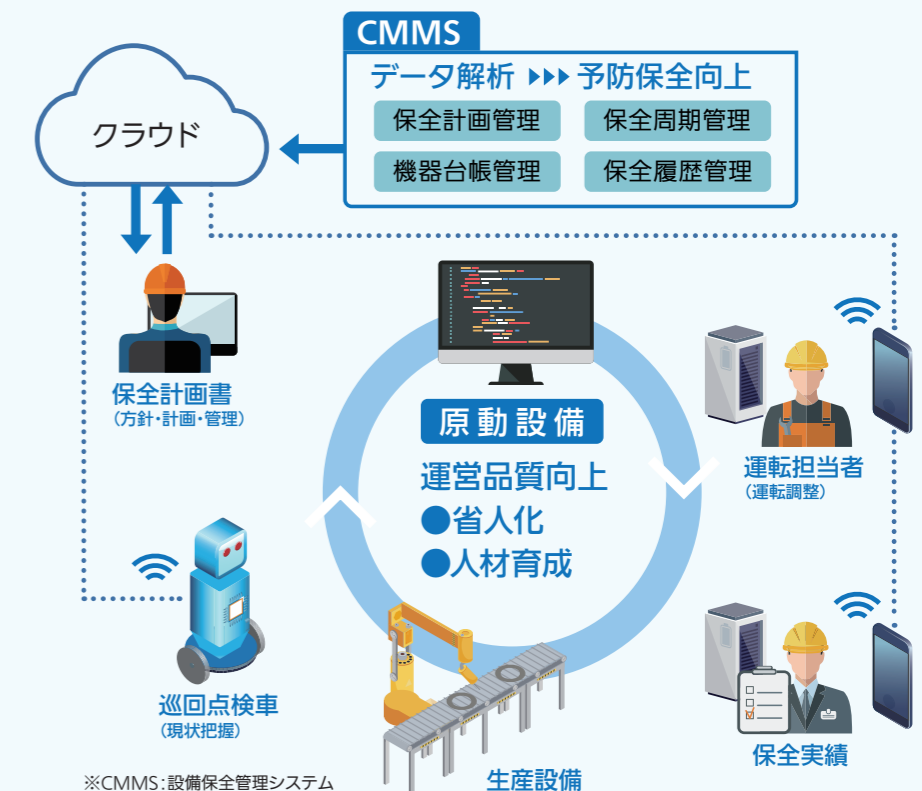 CMMS
データ解析 ▶▶▶ 予防保全向上
保全計画管理
保全周期管理
機器台帳管理
保全履歴管理
クラウド
保全計画書
(方針・計画・管理)
原動設備
運営品質向上
●省人化
●人材育成
運転担当者
(運転調整)
巡回点検車
(現状把握)
保全実績
生産設備
※CMMS:設備保全管理システム